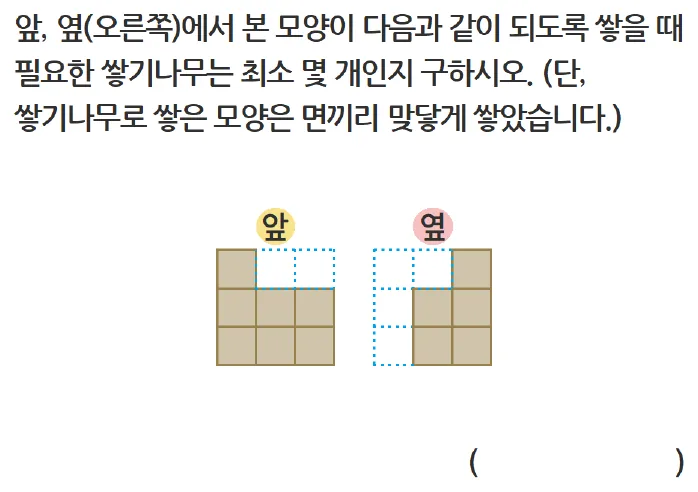 앞, 옆(오른쪽)에서 본 모양이 다음과 같이 되도록 쌓을 때
필요한 쌓기나무는 최소 몇 개인지 구하시오. (단,
쌓기나무로 쌓은 모양은 면끼리 맞닿게 쌓았습니다.)
앞 옆
( )